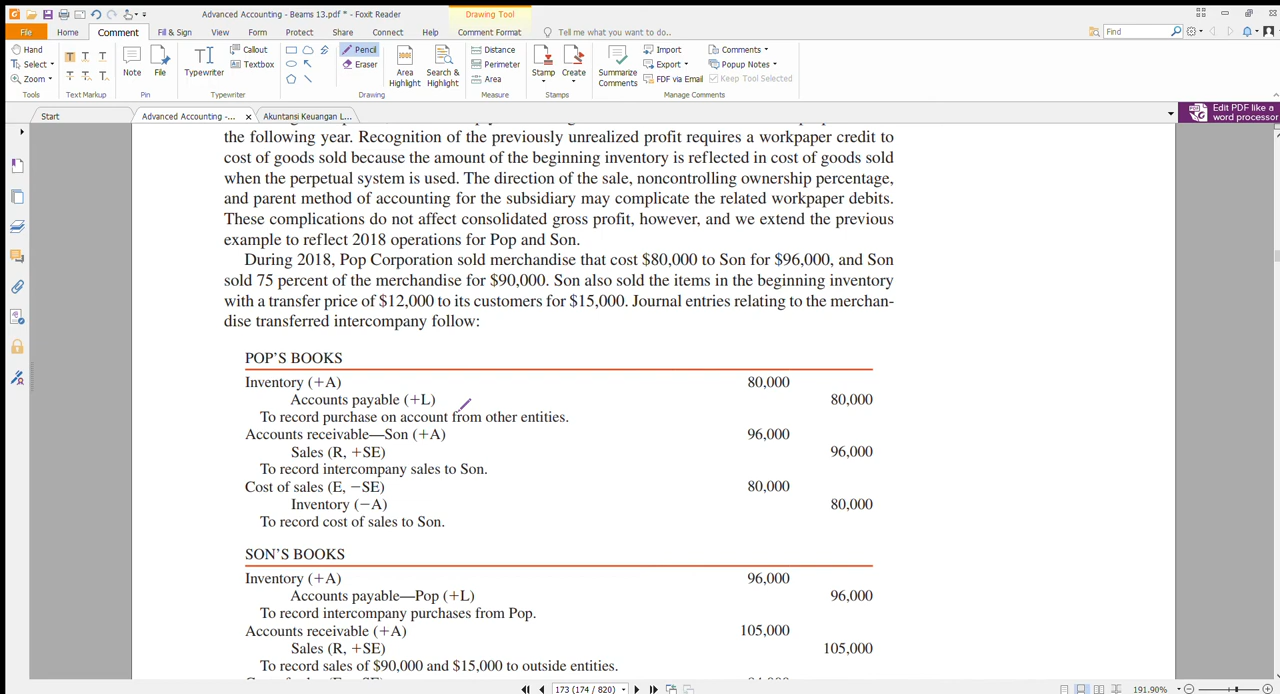 Advanced Accounting - Beams 13.pdf * - Foxit Reader
Drawing Tool
File Home Comment Fill & Sign View Form Protect Share Connect Help Comment Format Tell me what you want to do.. Find
Hand
Select
Zoom
Tools
Text Markup
Note
File
Pin
Typewriter
Callout
Textbox
Typewriter
Pencil
Eraser
Drawing
Area Highlight
Search & Highlight
Distance
Perimeter
Area
Measure
Stamp
Create
Stamps
Summarize Comments
Import
Export
FDF via Email
Comments
Popup Notes
Keep Tool Selected
Manage Comments
Start Advanced Accounting -... Akuntansi Keuangan L...
Edit PDF like a
word processor
the following year. Recognition of the previously unrealized profit requires a workpaper credit to
cost of goods sold because the amount of the beginning inventory is reflected in cost of goods sold
when the perpetual system is used. The direction of the sale, noncontrolling ownership percentage,
and parent method of accounting for the subsidiary may complicate the related workpaper debits.
These complications do not affect consolidated gross profit, however, and we extend the previous
example to reflect 2018 operations for Pop and Son.
During 2018, Pop Corporation sold merchandise that cost $80,000 to Son for $96,000, and Son
sold 75 percent of the merchandise for $90,000. Son also sold the items in the beginning inventory
with a transfer price of $12,000 to its customers for $15,000. Journal entries relating to the merchan-
dise transferred intercompany follow:
POP'S BOOKS
Inventory (+A) 80,000
Accounts payable (+L) 80,000
To record purchase on account from other entities.
Accounts receivable—Son (+A) 96,000
Sales (R, +SE) 96,000
To record intercompany sales to Son.
Cost of sales (E, −SE) 80,000
Inventory (−A) 80,000
To record cost of sales to Son.
SON'S BOOKS
Inventory (+A) 96,000
Accounts payable—Pop (+L) 96,000
To record intercompany purchases from Pop.
Accounts receivable (+A) 105,000
Sales (R, +SE) 105,000
To record sales of $90,000 and $15,000 to outside entities.
173 (174 / 820) 191.90%